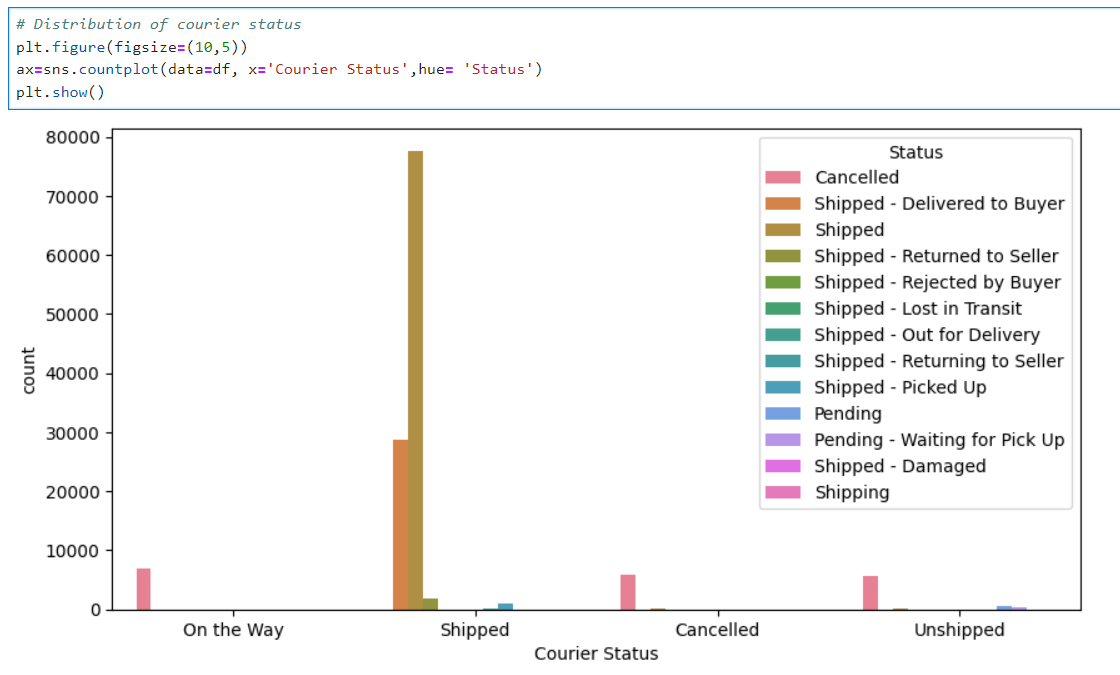 # Distribution of courier status
plt.figure(figsize=(10,5))
ax=sns.countplot(data=df, x='Courier Status',hue= 'Status')
plt.show()
80000
70000
60000
50000
40000
30000
20000
10000
0
count
On the Way
Shipped
Cancelled
Unshipped
Courier Status
Status
Cancelled
Shipped - Delivered to Buyer
Shipped
Shipped - Returned to Seller
Shipped - Rejected by Buyer
Shipped - Lost in Transit
Shipped - Out for Delivery
Shipped - Returning to Seller
Shipped - Picked Up
Pending
Pending - Waiting for Pick Up
Shipped - Damaged
Shipping